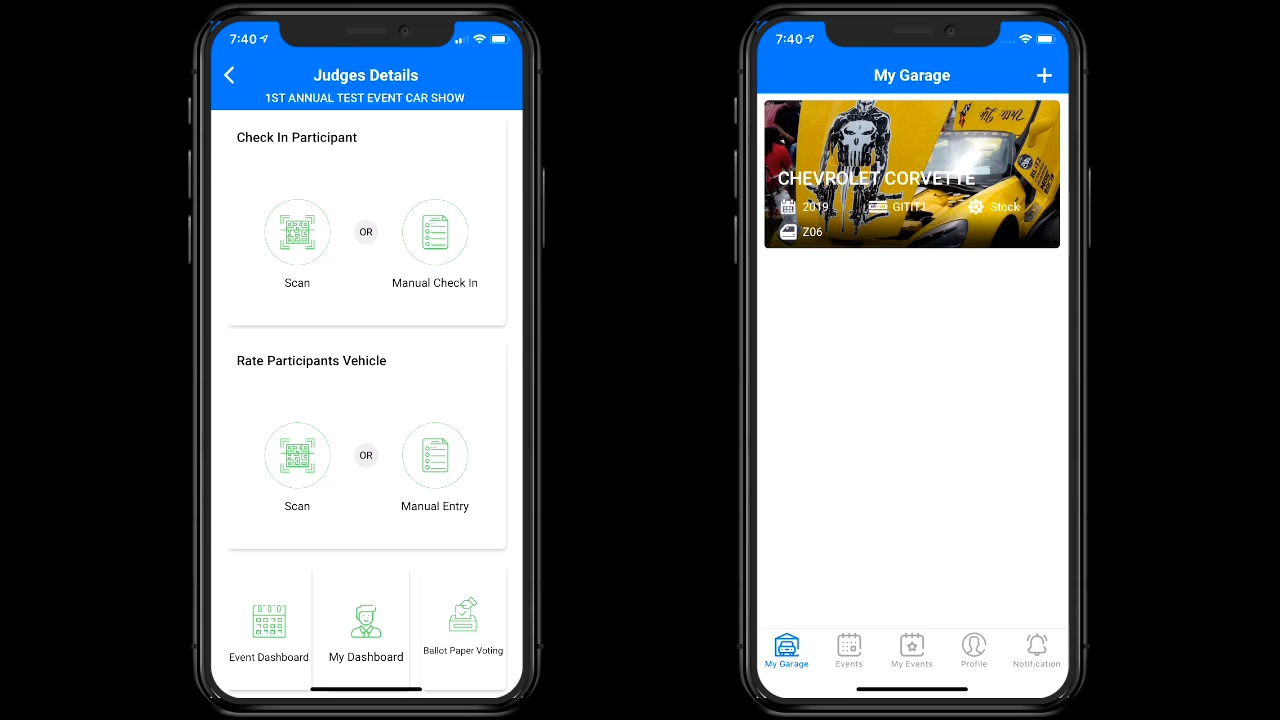 7:40
Judges Details
1ST ANNUAL TEST EVENT CAR SHOW
Check In Participant
OR
Scan
Manual Check In
Rate Participants Vehicle
OR
Scan
Manual Entry
Event Dashboard
My Dashboard
Ballot Paper Voting
7:40
My Garage
CHEVROLET CORVETTE
2019
GITIT1
Stock
Z06
My Garage
Events
My Events
Profile
Notification